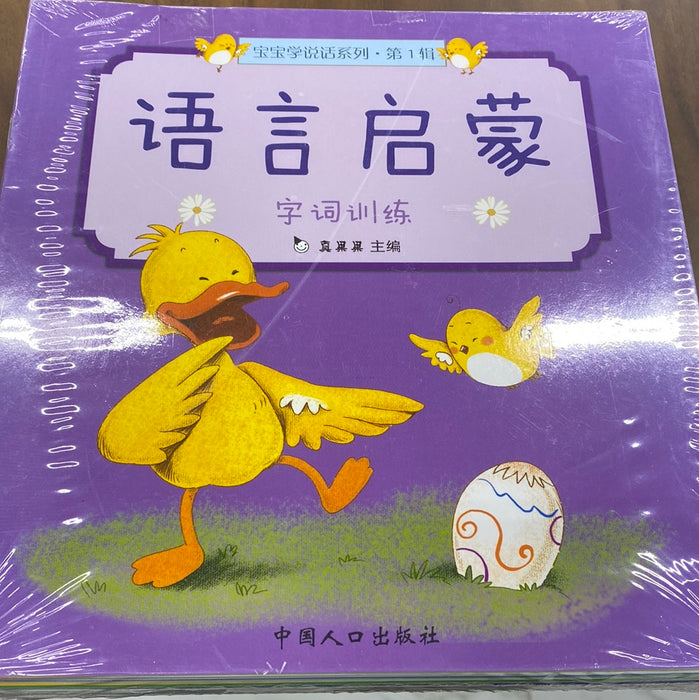 宝宝学说话系列·第1辑
语言启蒙
字词训练
真果果 主编
中国人口出版社